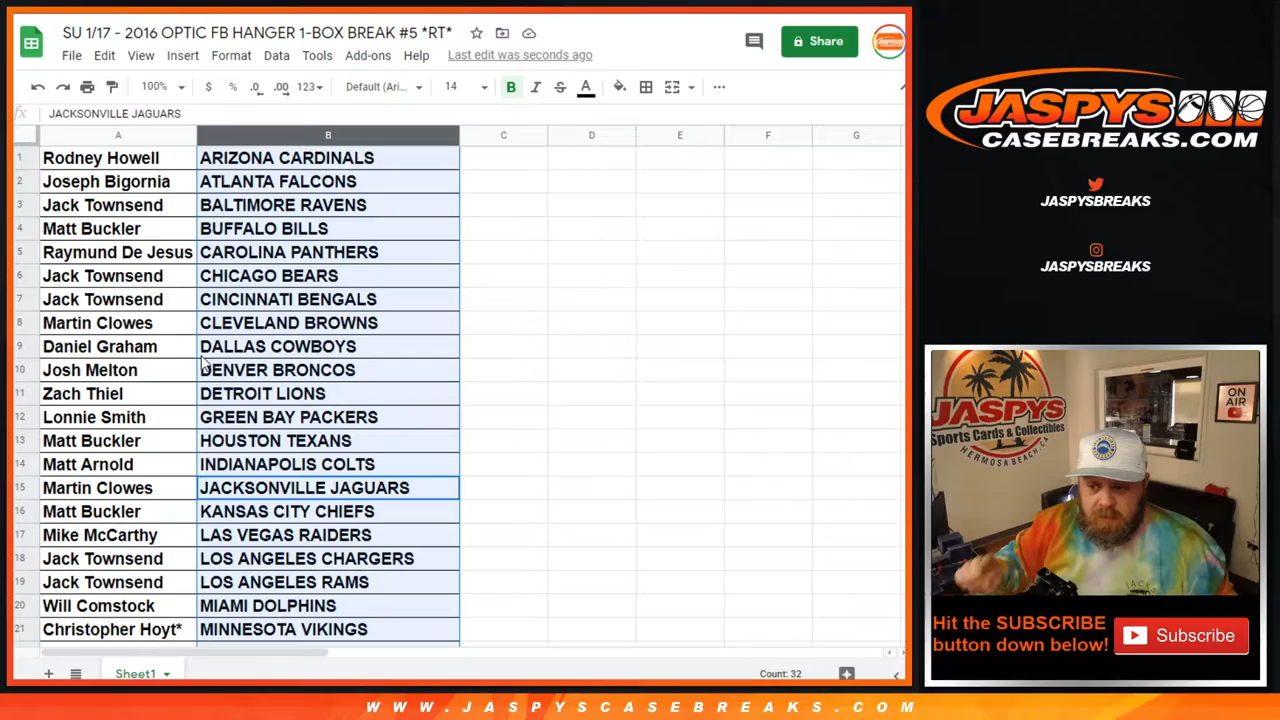 SU 1/17 - 2016 OPTIC FB HANGER 1-BOX BREAK #5 *RT*
File Edit View Insert Format Data Tools Add-ons Help Last edit was seconds ago
Share
100% $ % .0 .00 123 Default (Ari... 14 B I S A
fx JACKSONVILLE JAGUARS
A B C D E F G
1 Rodney Howell ARIZONA CARDINALS
2 Joseph Bigornia ATLANTA FALCONS
3 Jack Townsend BALTIMORE RAVENS
4 Matt Buckler BUFFALO BILLS
5 Raymund De Jesus CAROLINA PANTHERS
6 Jack Townsend CHICAGO BEARS
7 Jack Townsend CINCINNATI BENGALS
8 Martin Clowes CLEVELAND BROWNS
9 Daniel Graham DALLAS COWBOYS
10 Josh Melton DENVER BRONCOS
11 Zach Thiel DETROIT LIONS
12 Lonnie Smith GREEN BAY PACKERS
13 Matt Buckler HOUSTON TEXANS
14 Matt Arnold INDIANAPOLIS COLTS
15 Martin Clowes JACKSONVILLE JAGUARS
16 Matt Buckler KANSAS CITY CHIEFS
17 Mike McCarthy LAS VEGAS RAIDERS
18 Jack Townsend LOS ANGELES CHARGERS
19 Jack Townsend LOS ANGELES RAMS
20 Will Comstock MIAMI DOLPHINS
21 Christopher Hoyt* MINNESOTA VIKINGS
Sheet1
Count: 32
JASPYS
CASEBREAKS.COM
JASPYSBREAKS
JASPYSBREAKS
JASPYS
Sports Cards & Collectibles
HERMOSA BEACH, CA
ON AIR
Hit the SUBSCRIBE
button down below!
Subscribe
WWW.JASPYSCASEBREAKS.COM